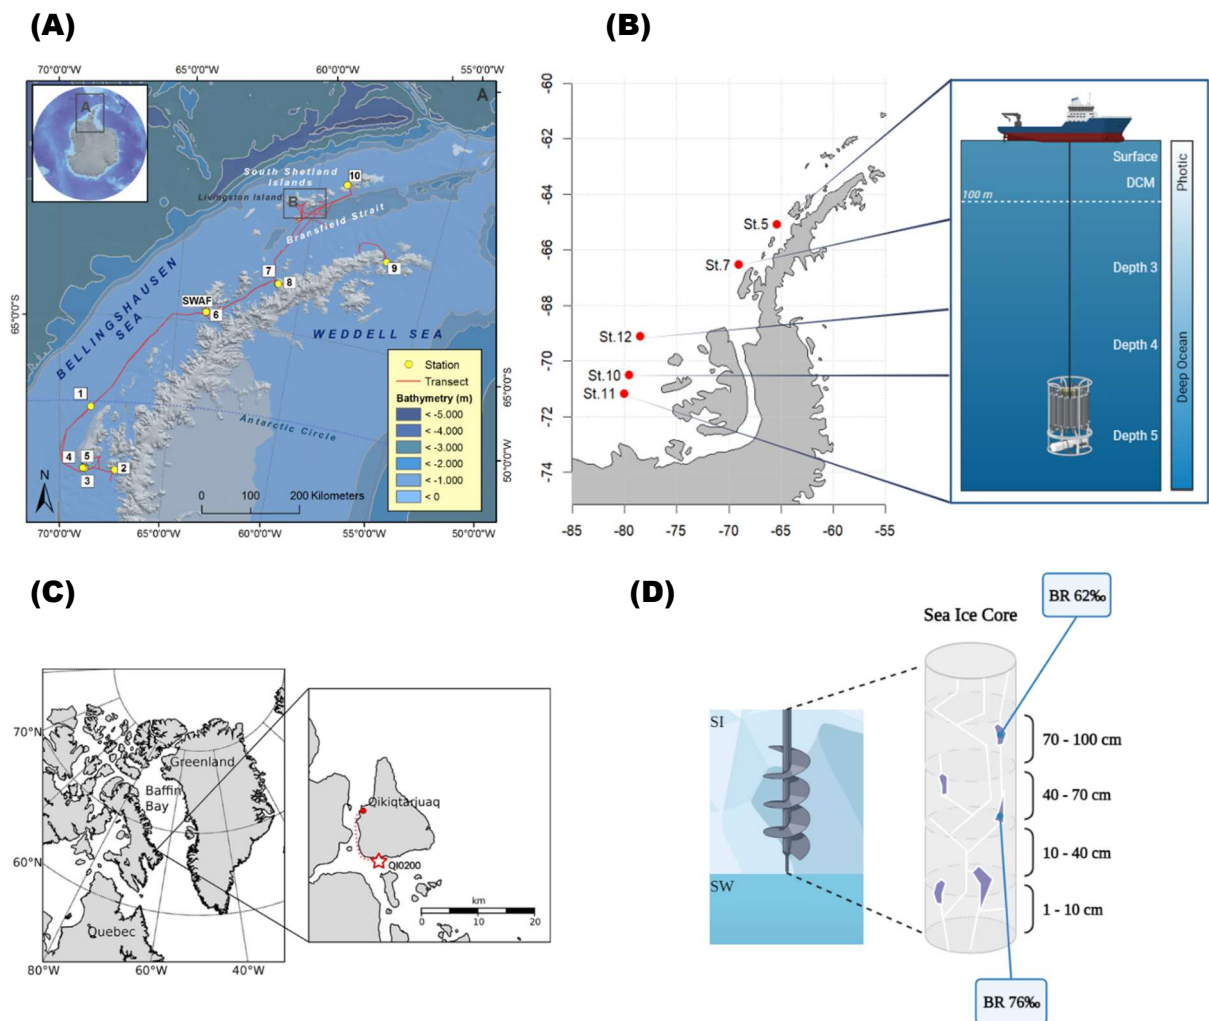 (A)
(B)
70°0'0"W
65°0'0"W
60°0'0"W
55°0'0"W
A
A
South Shetland
Islands
10
Livingston Island
B
Bransfield Strait
7
8
9
SWAF
6
BELLINGSHAUSEN
SEA
WEDDELL SEA
65°0'0"S
65°0'0"S
1
Antarctic Circle
4
5
2
3
N
0
100
200 Kilometers
Station
Transect
Bathymetry (m)
< -5.000
< -4.000
< -3.000
< -2.000
< -1.000
< 0
50°0'0"W
70°0'0"W
65°0'0"W
60°0'0"W
55°0'0"W
50°0'0"W
-60
-62
-64
-66
-68
-70
-72
-74
-85
-80
-75
-70
-65
-60
-55
St.5
St.7
St.12
St.10
St.11
Surface
DCM
100 m
Depth 3
Depth 4
Depth 5
Photic
Deep Ocean
(C)
(D)
70°N
60°N
80°W
60°W
40°W
Greenland
Baffin
Bay
Quebec
Qikiqtarjuaq
QI0200
km
0
10
20
BR 62‰
Sea Ice Core
SI
SW
70 - 100 cm
40 - 70 cm
10 - 40 cm
1 - 10 cm
BR 76‰